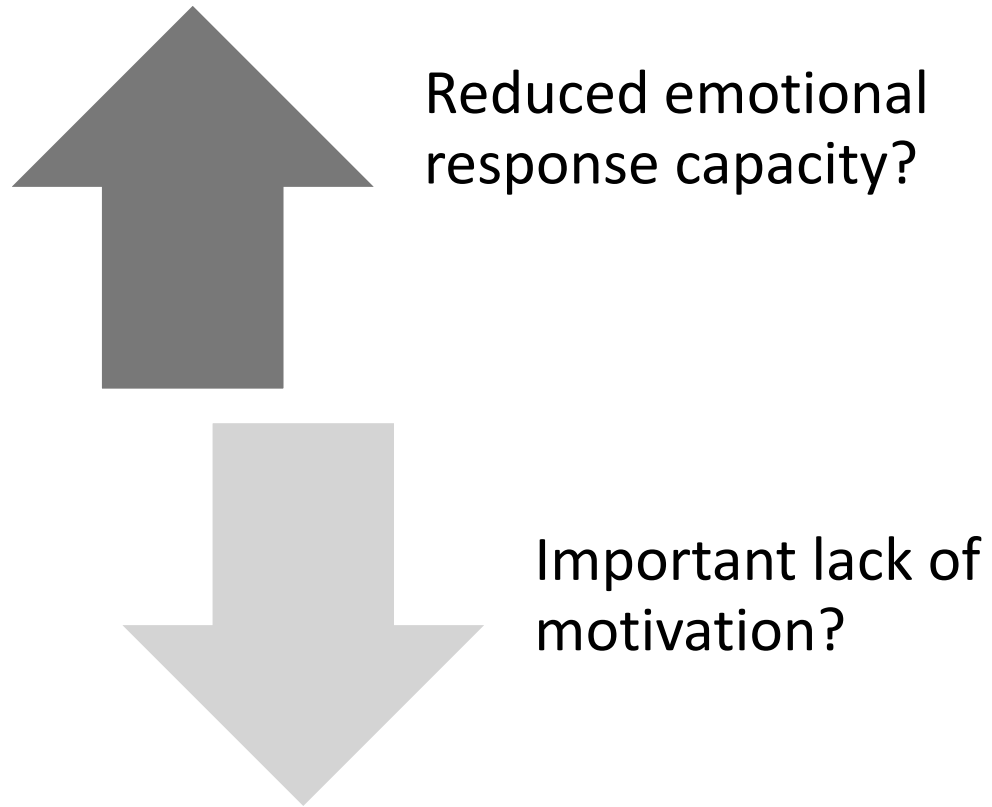 Reduced emotional
response capacity?
Important lack of
motivation?